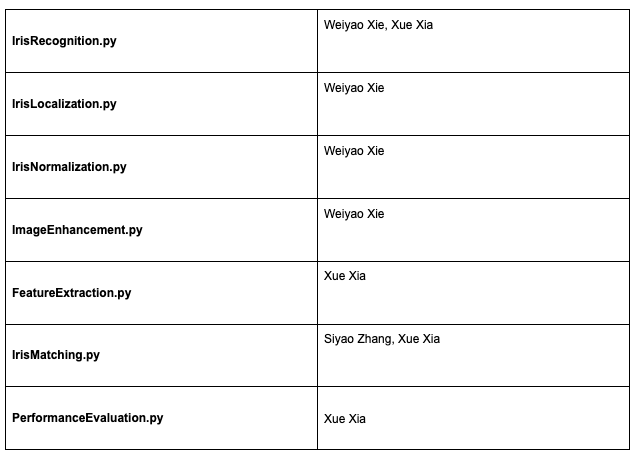 IrisRecognition.py
Weiyao Xie, Xue Xia
IrisLocalization.py
Weiyao Xie
IrisNormalization.py
Weiyao Xie
ImageEnhancement.py
Weiyao Xie
FeatureExtraction.py
Xue Xia
IrisMatching.py
Siyao Zhang, Xue Xia
PerformanceEvaluation.py
Xue Xia